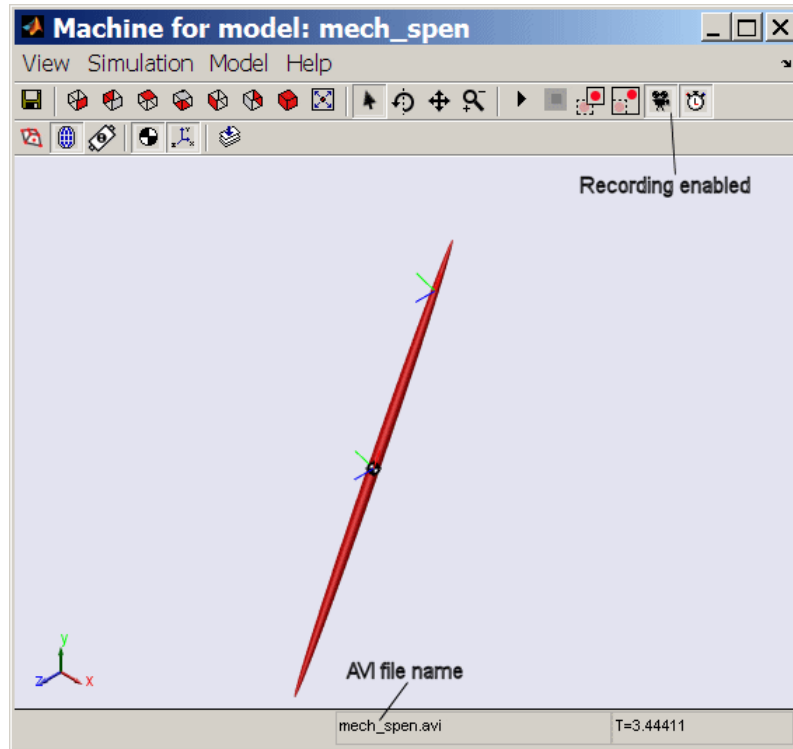 Machine for model: mech_spen
View Simulation Model Help
Recording enabled
y
z x
AVI file name
mech_spen.avi T=3.44411